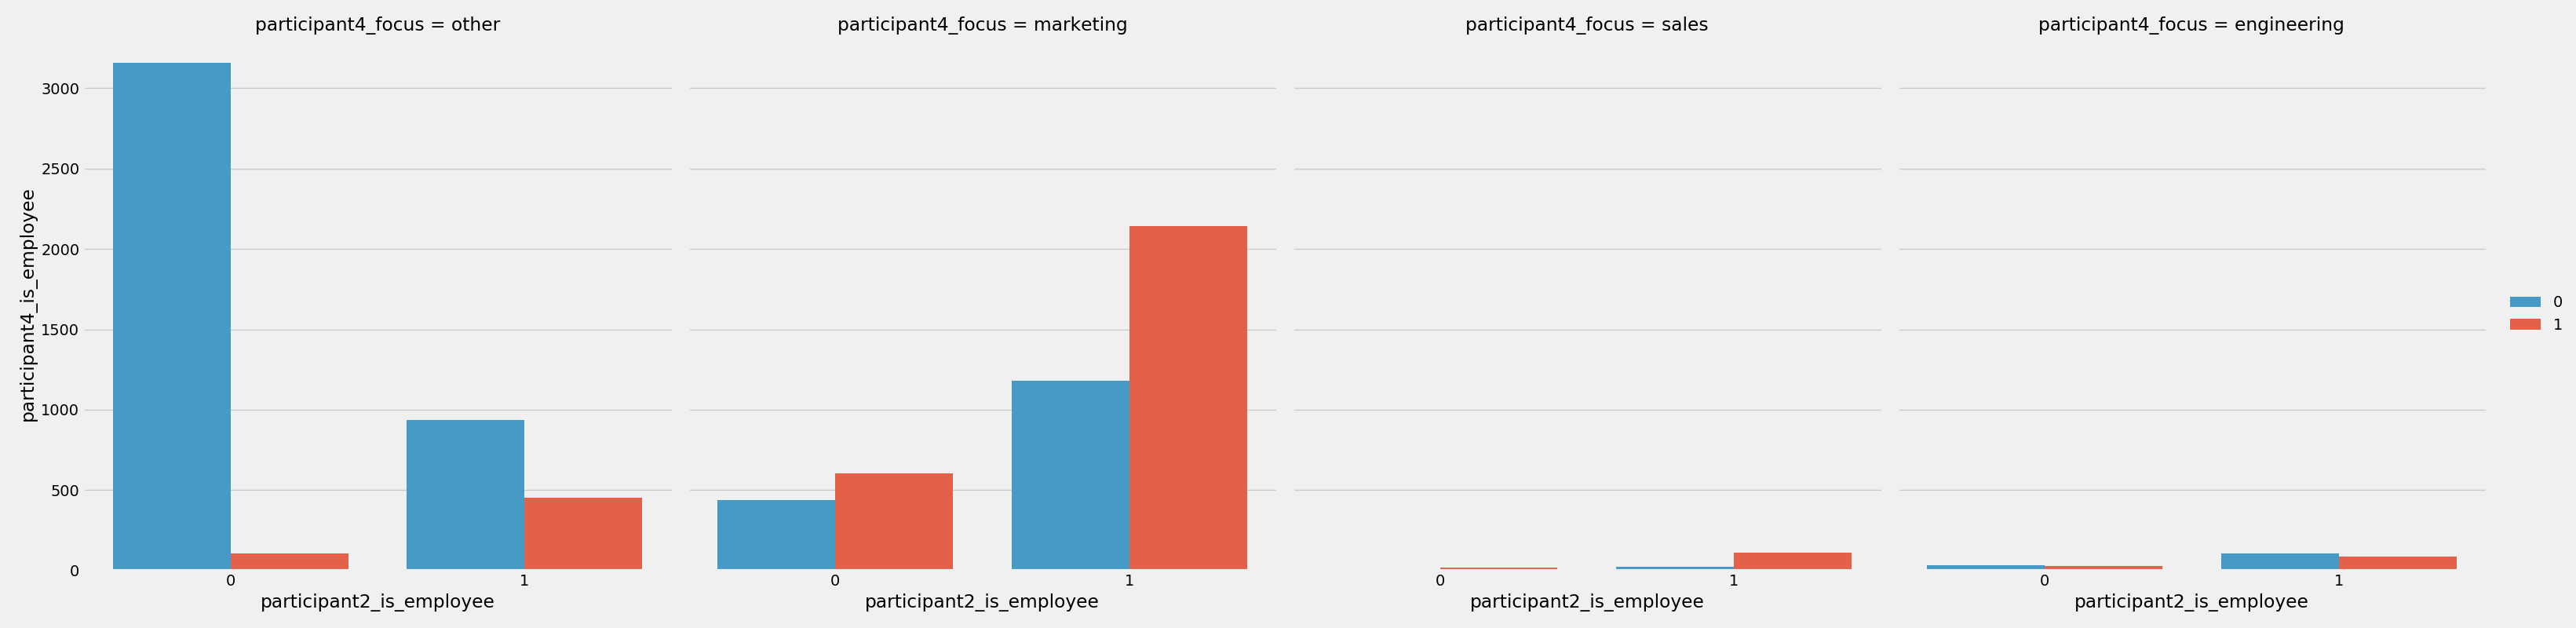 participant4_focus = other
participant4_focus = marketing
participant4_focus = sales
participant4_focus = engineering
participant4_is_employee
3000
2500
2000
1500
1000
500
0
0 1
0 1
0 1
0 1
participant2_is_employee
participant2_is_employee
participant2_is_employee
participant2_is_employee
0
1